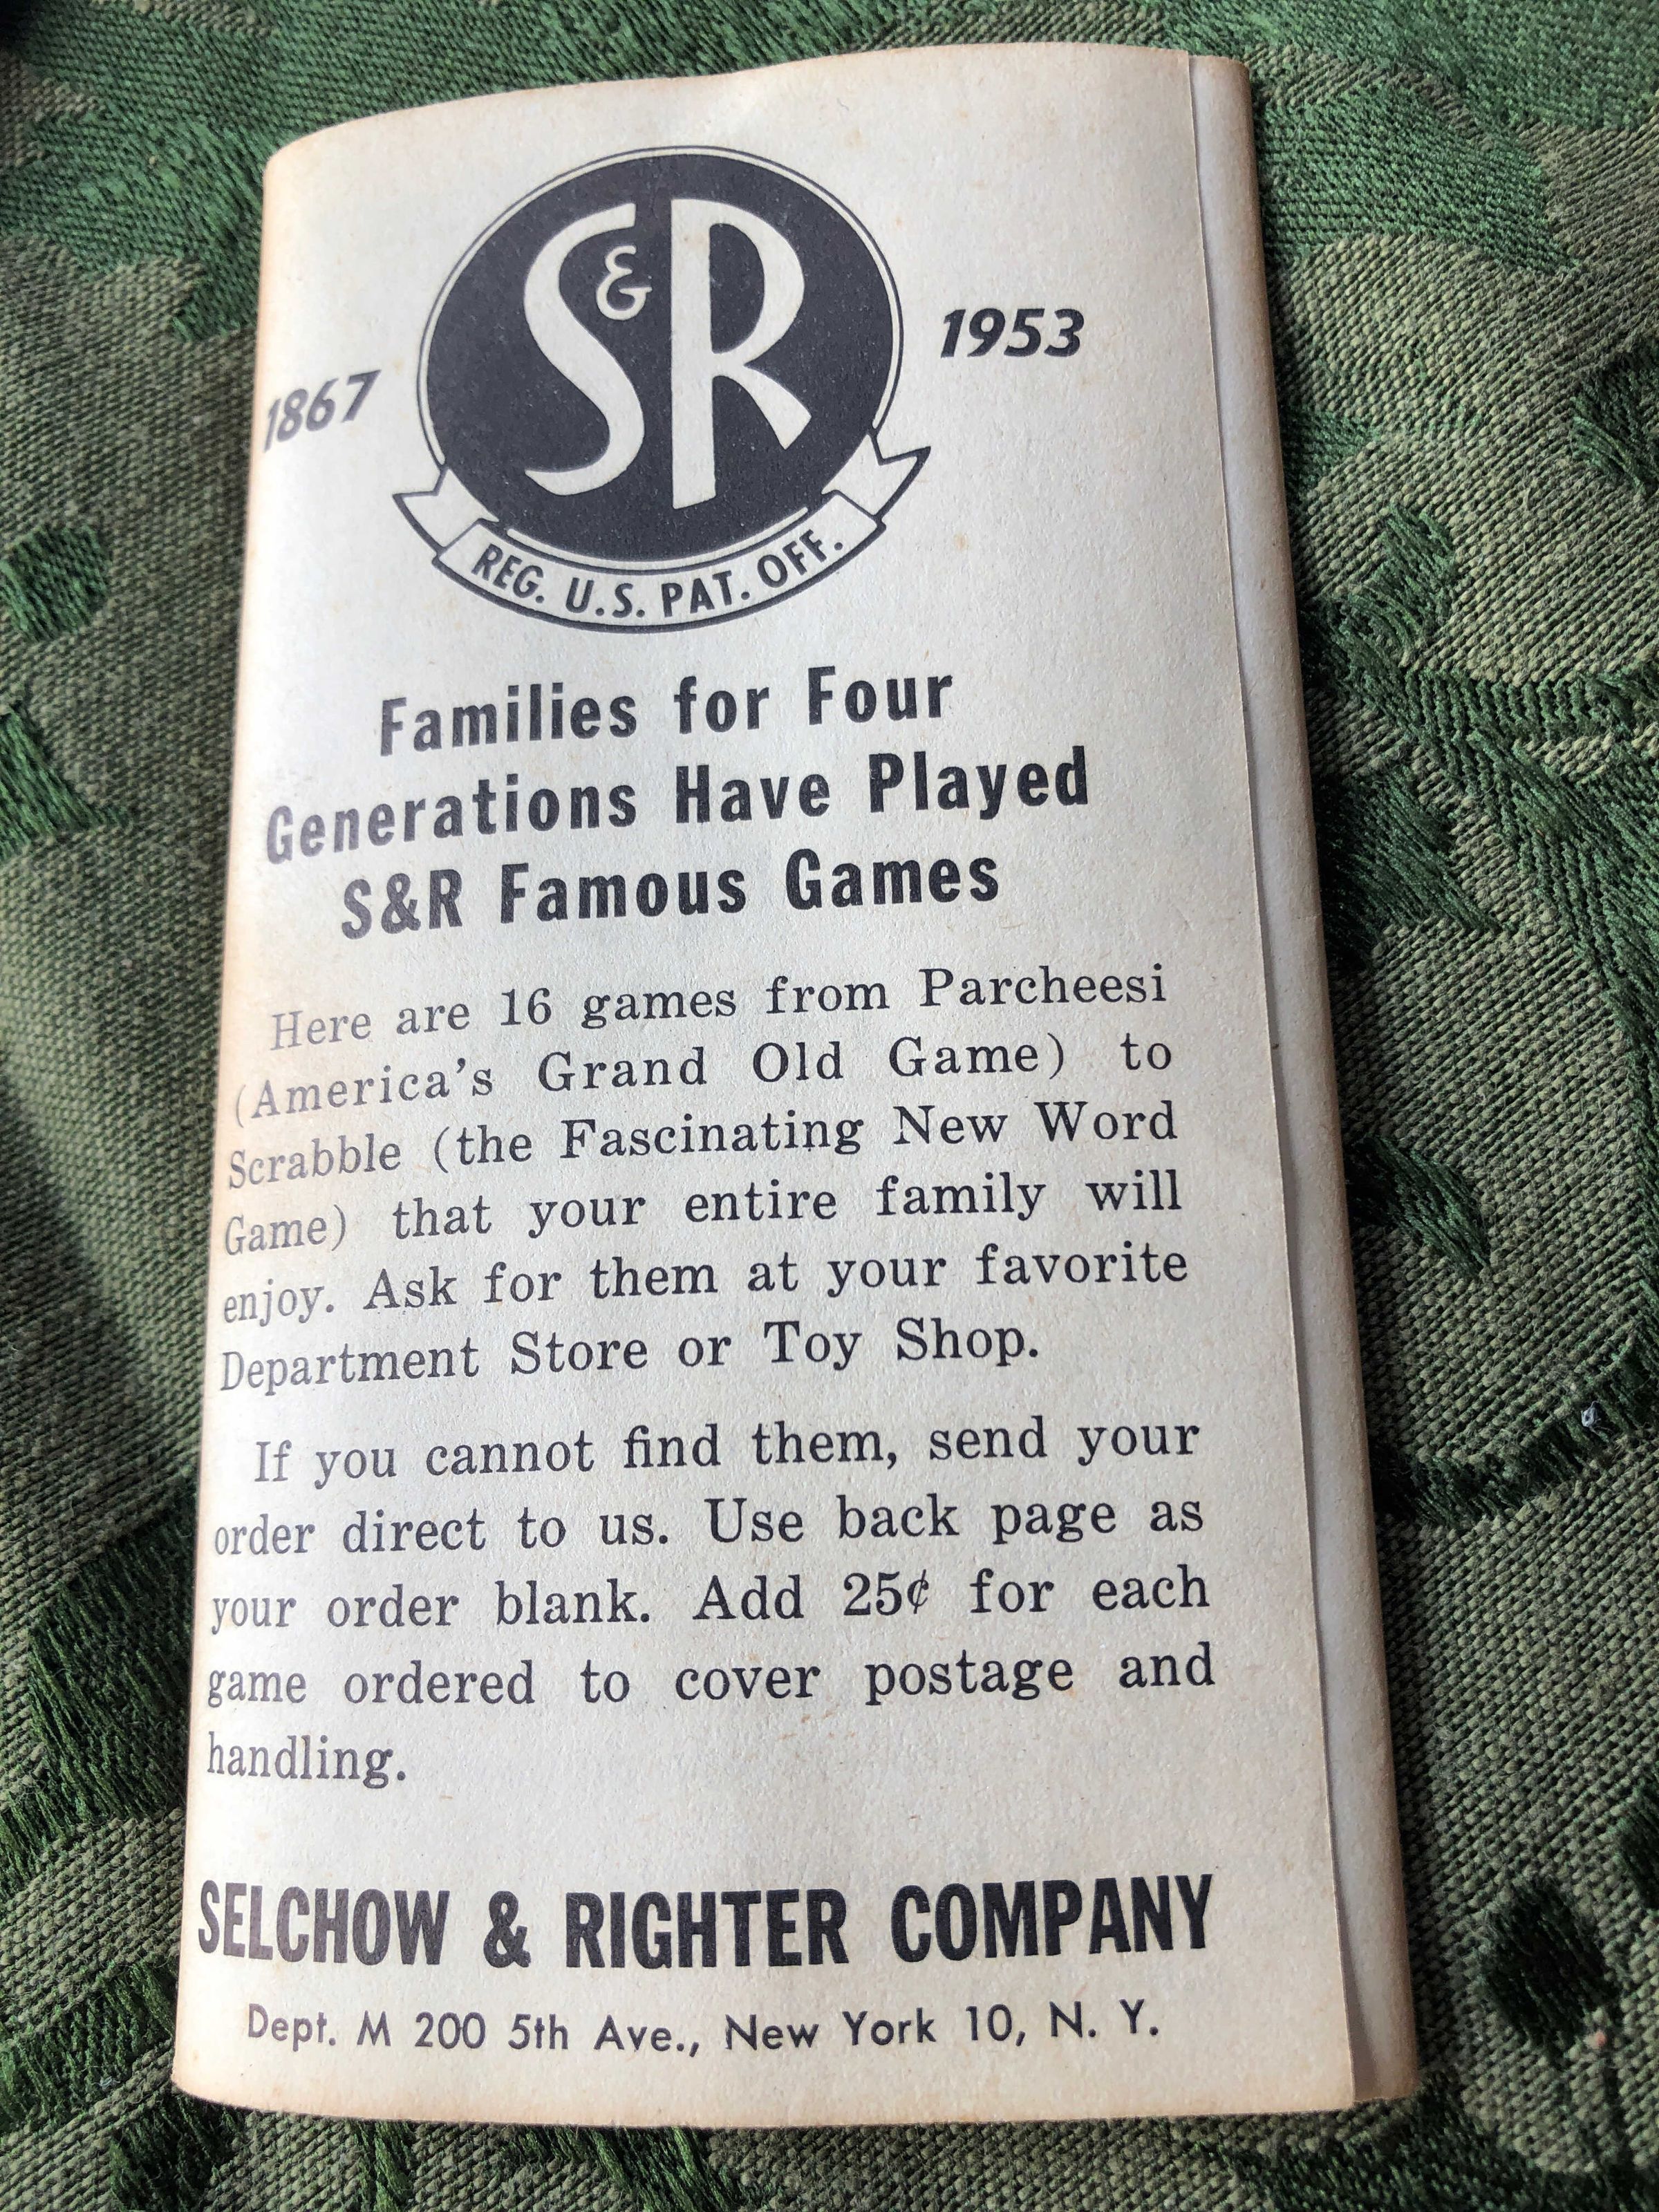 S&R
1867
1953
REG. U.S. PAT. OFF.
Families for Four
Generations Have Played
S&R Famous Games
Here are 16 games from Parcheesi
(America's Grand Old Game) to
Scrabble (the Fascinating New Word
Game) that your entire family will
enjoy. Ask for them at your favorite
Department Store or Toy Shop.
If you cannot find them, send your
order direct to us. Use back page as
your order blank. Add 25¢ for each
game ordered to cover postage and
handling.
SELCHOW & RIGHTER COMPANY
Dept. M 200 5th Ave., New York 10, N. Y.